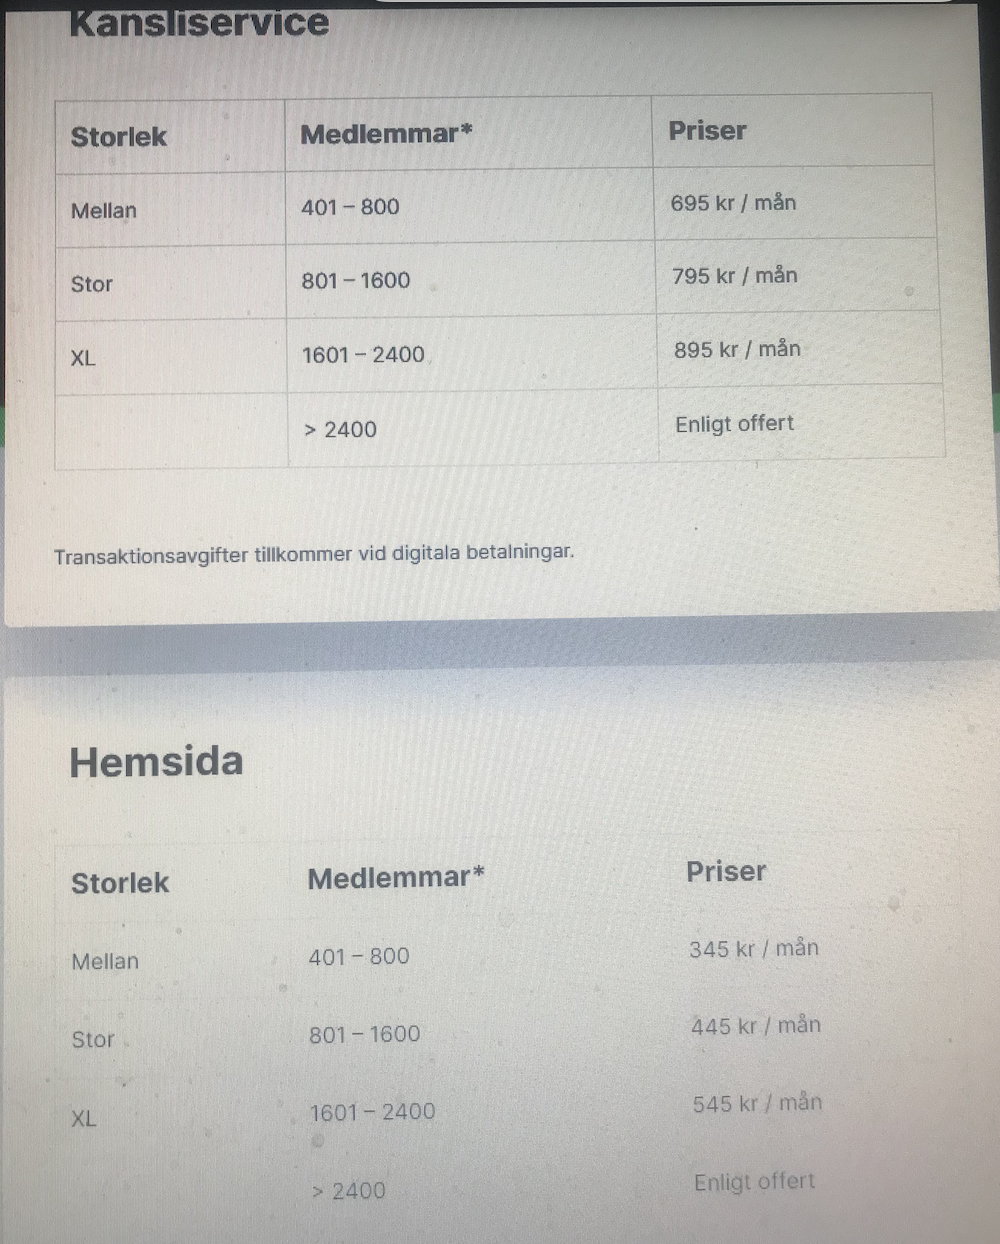 Kansliservice
Storlek Medlemmar* Priser
Mellan 401 – 800 695 kr / mån
Stor 801 – 1600 795 kr / mån
XL 1601 – 2400 895 kr / mån
> 2400 Enligt offert
Transaktionsavgifter tillkommer vid digitala betalningar.
Hemsida
Storlek Medlemmar* Priser
Mellan 401 – 800 345 kr / mån
Stor 801 – 1600 445 kr / mån
XL 1601 – 2400 545 kr / mån
> 2400 Enligt offert